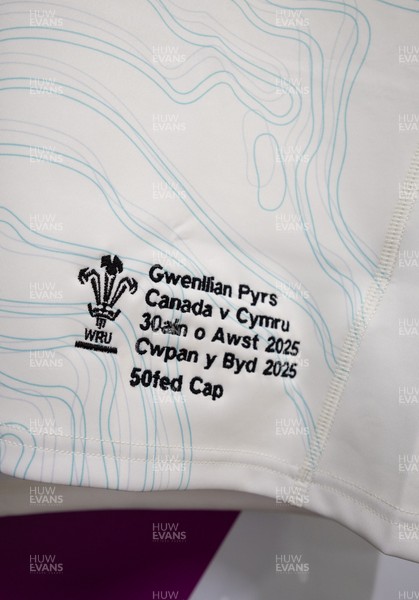 Gwenllian Pyrs
Canada v Cymru
30ain o Awst 2025
Cwpan y Byd 2025
50fed Cap
WRU
HUW EVANS